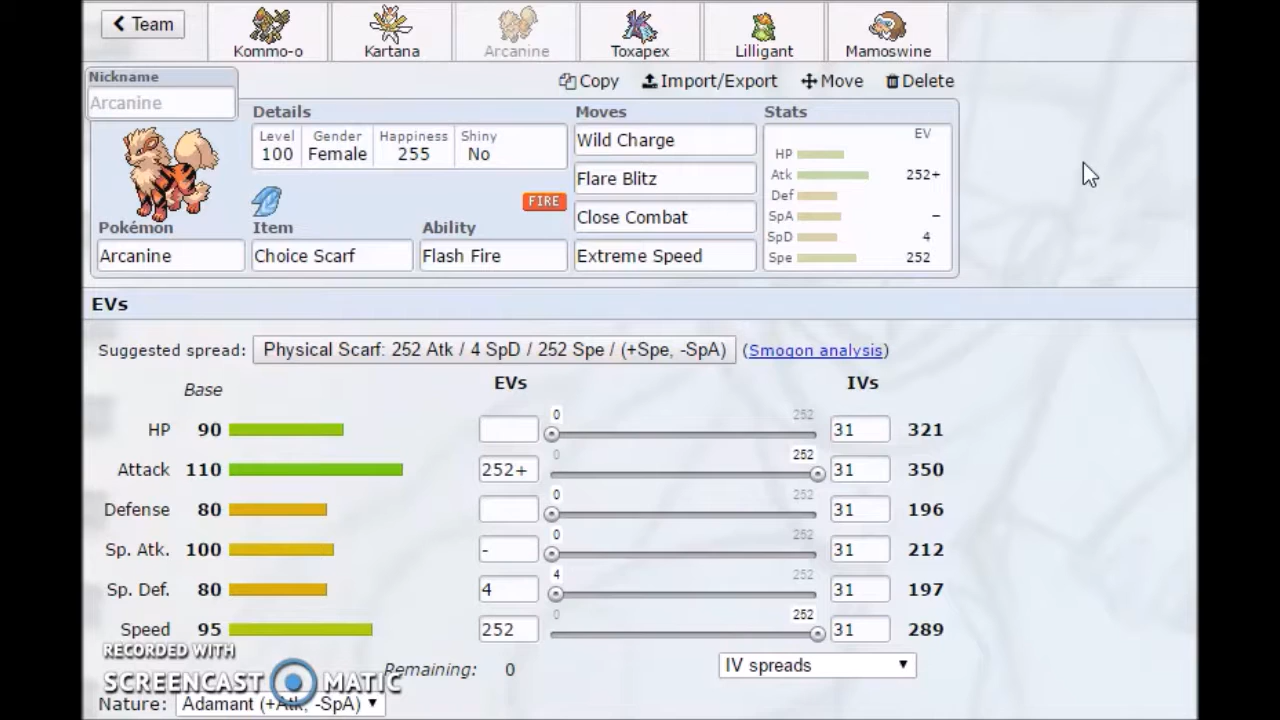 Team
Kommo-o
Kartana
Arcanine
Toxapex
Lilligant
Mamoswine
Copy Import/Export Move Delete
Nickname
Arcanine
Details
Level Gender Happiness Shiny
100 Female 255 No
FIRE
Pokémon
Arcanine
Item
Choice Scarf
Ability
Flash Fire
Moves
Wild Charge
Flare Blitz
Close Combat
Extreme Speed
Stats
EV
HP
Atk 252+
Def
SpA –
SpD 4
Spe 252
EVs
Suggested spread: Physical Scarf: 252 Atk / 4 SpD / 252 Spe / (+Spe, -SpA) (Smogon analysis)
Base EVs IVs
HP 90 0 252 31 321
Attack 110 252+ 0 252 31 350
Defense 80 0 252 31 196
Sp. Atk. 100 - 0 252 31 212
Sp. Def. 80 4 4 252 31 197
Speed 95 252 0 252 31 289
RECORDED WITH
SCREENCAST MATIC
Remaining: 0 IV spreads
Nature: Adamant (+Atk, -SpA)